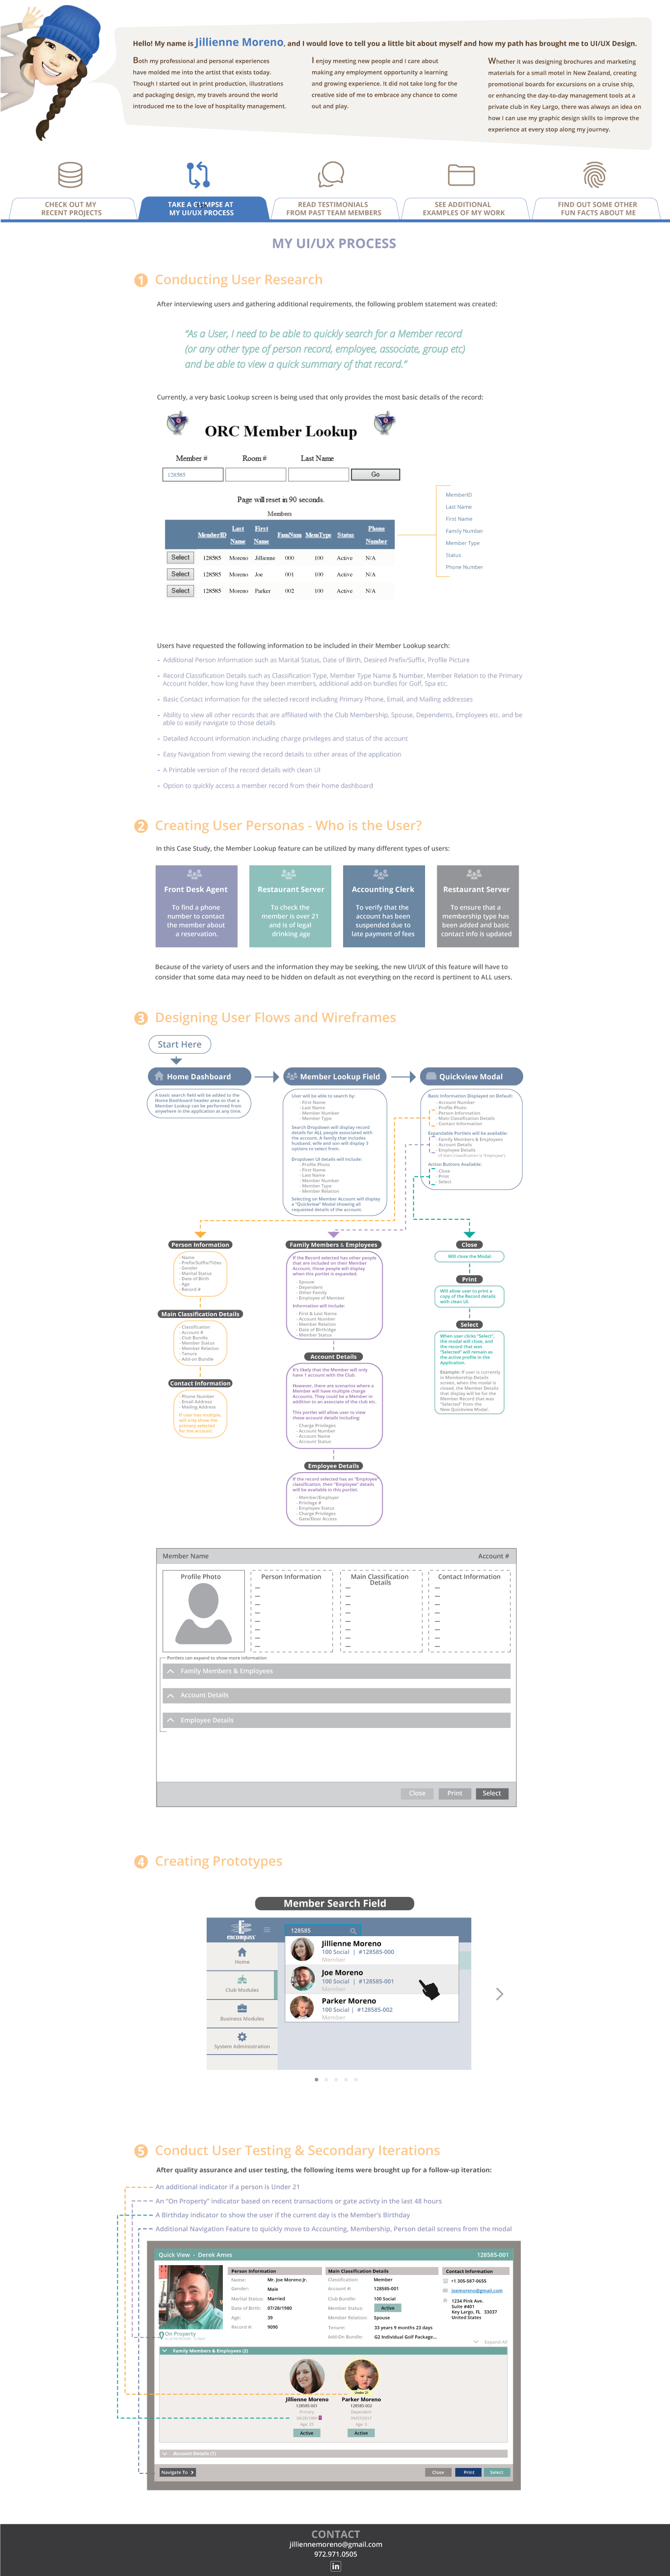 Hello! My name is Jillienne Moreno, and I would love to tell you a little bit about myself and how my path has brought me to UI/UX Design.
Both my professional and personal experiences
have molded me into the artist that exists today.
Though I started out in print production, illustrations
and packaging design, my travels around the world
introduced me to the love of hospitality management.
I enjoy meeting new people and I care about
making any employment opportunity a learning
and growing experience. It did not take long for the
creative side of me to embrace any chance to come
out and play.
Whether it was designing brochures and marketing
materials for a small motel in New Zealand, creating
promotional boards for excursions on a cruise ship,
or enhancing the day-to-day management tools at a
private club in Key Largo, there was always an idea on
how I can use my graphic design skills to improve the
experience at every stop along my journey.
CHECK OUT MY
RECENT PROJECTS
TAKE A GLIMPSE AT
MY UI/UX PROCESS
READ TESTIMONIALS
FROM PAST TEAM MEMBERS
SEE ADDITIONAL
EXAMPLES OF MY WORK
FIND OUT SOME OTHER
FUN FACTS ABOUT ME
MY UI/UX PROCESS
1 Conducting User Research
After interviewing users and gathering additional requirements, the following problem statement was created:
"As a User, I need to be able to quickly search for a Member record
(or any other type of person record, employee, associate, group etc)
and be able to view a quick summary of that record."
Currently, a very basic Lookup screen is being used that only provides the most basic details of the record:
ORC Member Lookup
Member # Room # Last Name
128585 Go
Page will reset in 90 seconds.
Members
MemberID Last Name First Name FamNum MemType Status Phone Number
Select 128585 Moreno Jillienne 000 100 Active N/A
Select 128585 Moreno Joe 001 100 Active N/A
Select 128585 Moreno Parker 002 100 Active N/A
MemberID
Last Name
First Name
Family Number
Member Type
Status
Phone Number
Users have requested the following information to be included in their Member Lookup search:
- Additional Person Information such as Marital Status, Date of Birth, Desired Prefix/Suffix, Profile Picture
- Record Classification Details such as Classification Type, Member Type Name & Number, Member Relation to the Primary
Account holder, how long have they been members, additional add-on bundles for Golf, Spa etc.
- Basic Contact Information for the selected record including Primary Phone, Email, and Mailing addresses
- Ability to view all other records that are affiliated with the Club Membership, Spouse, Dependents, Employees etc. and be
able to easily navigate to those details
- Detailed Account information including charge privileges and status of the account
- Easy Navigation from viewing the record details to other areas of the application
- A Printable version of the record details with clean UI
- Option to quickly access a member record from their home dashboard
2 Creating User Personas - Who is the User?
In this Case Study, the Member Lookup feature can be utilized by many different types of users:
Front Desk Agent
To find a phone
number to contact
the member about
a reservation.
Restaurant Server
To check the
member is over 21
and is of legal
drinking age
Accounting Clerk
To verify that the
account has been
suspended due to
late payment of fees
Restaurant Server
To ensure that a
membership type has
been added and basic
contact info is updated
Because of the variety of users and the information they may be seeking, the new UI/UX of this feature will have to
consider that some data may need to be hidden on default as not everything on the record is pertinent to ALL users.
3 Designing User Flows and Wireframes
Start Here
Home Dashboard
A basic search field will be added to the
Home Dashboard header area so that a
Member Lookup can be performed from
anywhere in the application at any time.
Member Lookup Field
User will be able to search by:
- First Name
- Last Name
- Member Number
- Member Type
Search Dropdown will display record
details for ALL people associated with
the account. A family that includes
husband, wife and son will display 3
options to select from.
Dropdown UI details will include:
- Profile Photo
- First Name
- Last Name
- Member Number
- Member Type
- Member Relation
Selecting on Member Account will display
a "Quickview" Modal showing all
requested details of the account.
Quickview Modal
Basic Information Displayed on Default:
- Account Number
- Profile Photo
- Person Information
- Main Classification Details
- Contact Information
Expandable Portlets will be available:
- Family Members & Employees
- Account Details
- Employee Details
(if Main Classification is "Employee")
Action Buttons Available:
- Close
- Print
- Select
Person Information
- Name
- Prefix/Suffix/Titles
- Gender
- Marital Status
- Date of Birth
- Age
- Record #
Main Classification Details
- Classification
- Account #
- Club Bundle
- Member Status
- Member Relation
- Tenure
- Add-on Bundle
Contact Information
- Phone Number
- Email Address
- Mailing Address
If user has multiple,
will only show the
primary selected
for the account.
Family Members & Employees
If the Record selected has other people
that are included on their Member
Account, those people will display
when this portlet is expanded.
- Spouse
- Dependent
- Other Family
- Employee of Member
Information will include:
- First & Last Name
- Account Number
- Member Relation
- Date of Birth/Age
- Member Status
Account Details
It's likely that the Member will only
have 1 account with the Club.
However, there are scenarios where a
Member will have multiple charge
Accounts. They could be a Member in
addition to an associate of the club etc.
This portlet will allow user to view
those account details including:
- Charge Privileges
- Account Number
- Account Name
- Account Status
Employee Details
If the record selected has an "Employee"
classification, then "Employee" details
will be available in this portlet.
- Member/Employer
- Privilege #
- Employee Status
- Charge Privileges
- Gate/Door Access
Close
Will close the Modal.
Print
Will allow user to print a
copy of the Record details
with clean UI.
Select
When user clicks "Select",
the modal will close, and
the record that was
"Selected" will remain as
the active profile in the
Application.
Example: If user is currently
in Membership Details
screen, when the modal is
closed, the Member Details
that display will be for the
Member Record that was
"Selected" from the
New Quickview Modal.
Member Name Account #
Profile Photo Person Information Main Classification Details Contact Information
Portlets can expand to show more information
Family Members & Employees
Account Details
Employee Details
Close Print Select
4 Creating Prototypes
Member Search Field
encompass
128585
Home
Club Modules
Business Modules
System Administration
Jillienne Moreno
100 Social | #128585-000
Member
Joe Moreno
100 Social | #128585-001
Member
Parker Moreno
100 Social | #128585-002
Member
5 Conduct User Testing & Secondary Iterations
After quality assurance and user testing, the following items were brought up for a follow-up iteration:
An additional indicator if a person is Under 21
An "On Property" indicator based on recent transactions or gate activty in the last 48 hours
A Birthday indicator to show the user if the current day is the Member's Birthday
Additional Navigation Feature to quickly move to Accounting, Membership, Person detail screens from the modal
Quick View - Derek Ames 128585-001
Person Information
Name: Mr. Joe Moreno Jr.
Gender: Male
Marital Status: Married
Date of Birth: 07/28/1980
Age: 39
Record #: 9090
Main Classification Details
Classification: Member
Account #: 128585-001
Club Bundle: 100 Social
Member Status: Active
Member Relation: Spouse
Tenure: 33 years 9 months 23 days
Add-On Bundle: G2 Individual Golf Package...
Contact Information
+1 305-587-0655
joemoreno@gmail.com
1234 Pink Ave.
Suite #401
Key Largo, FL 33037
United States
On Property
Expand All
Family Members & Employees (2)
Under 21
Jillienne Moreno
128585-003
Primary
Active
Parker Moreno
128585-002
Dependent
Active
Account Details (1)
Navigate To
Close Print Select
CONTACT
jilliennemoreno@gmail.com
972.971.0505
in